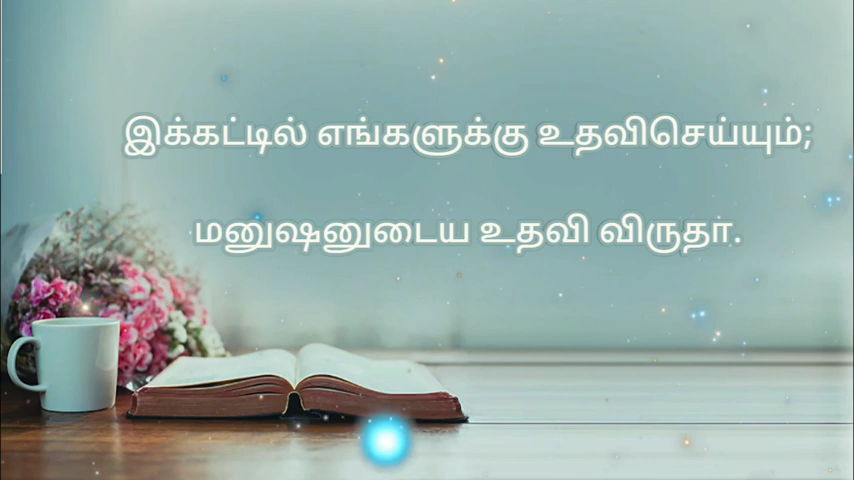 இக்கட்டில் எங்களுக்கு உதவிசெய்யும்;
மனுஷனுடைய உதவி விருதா.